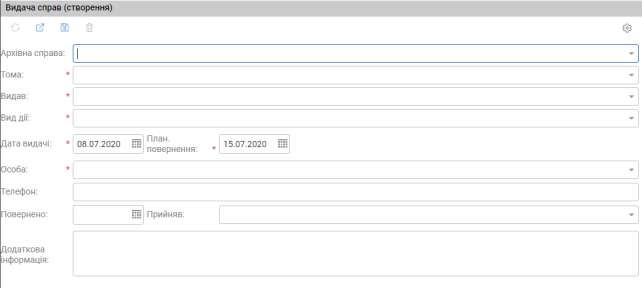 Видача справ (створення)
Архівна справа:
Тома: *
Видав: *
Вид дії: *
Дата видачі: * 08.07.2020 План. повернення: * 15.07.2020
Особа: *
Телефон:
Повернено: Прийняв:
Додаткова
інформація: